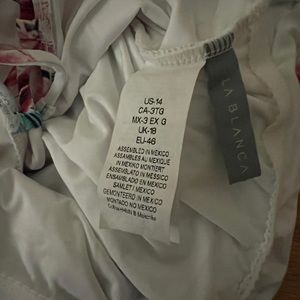 US-14
CA-3TG
MX-3 EX G
UK-18
EU-46
ASSEMBLED IN MEXICO
ASSEMBLES AU MEXIQUE
IN MEXIKO MONTIERT
ASSEMBLATO IN MESSICO
ENSAMBLADO EN MEXICO
SAMLET I MEXICO
GEMONTEERD IN MEXICO
MONTADO NO MEXICO
LA BLANCA